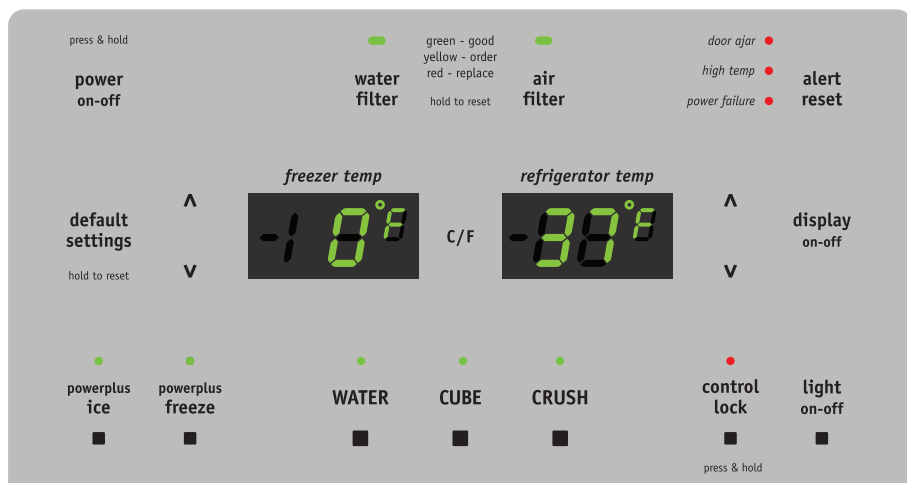 press & hold
power
on-off
water
filter
green - good
yellow - order
red - replace
hold to reset
air
filter
door ajar
high temp
power failure
alert
reset
default
settings
hold to reset
^
v
freezer temp
0°F
C/F
refrigerator temp
37°F
^
v
display
on-off
powerplus
ice
powerplus
freeze
WATER
CUBE
CRUSH
control
lock
press & hold
light
on-off